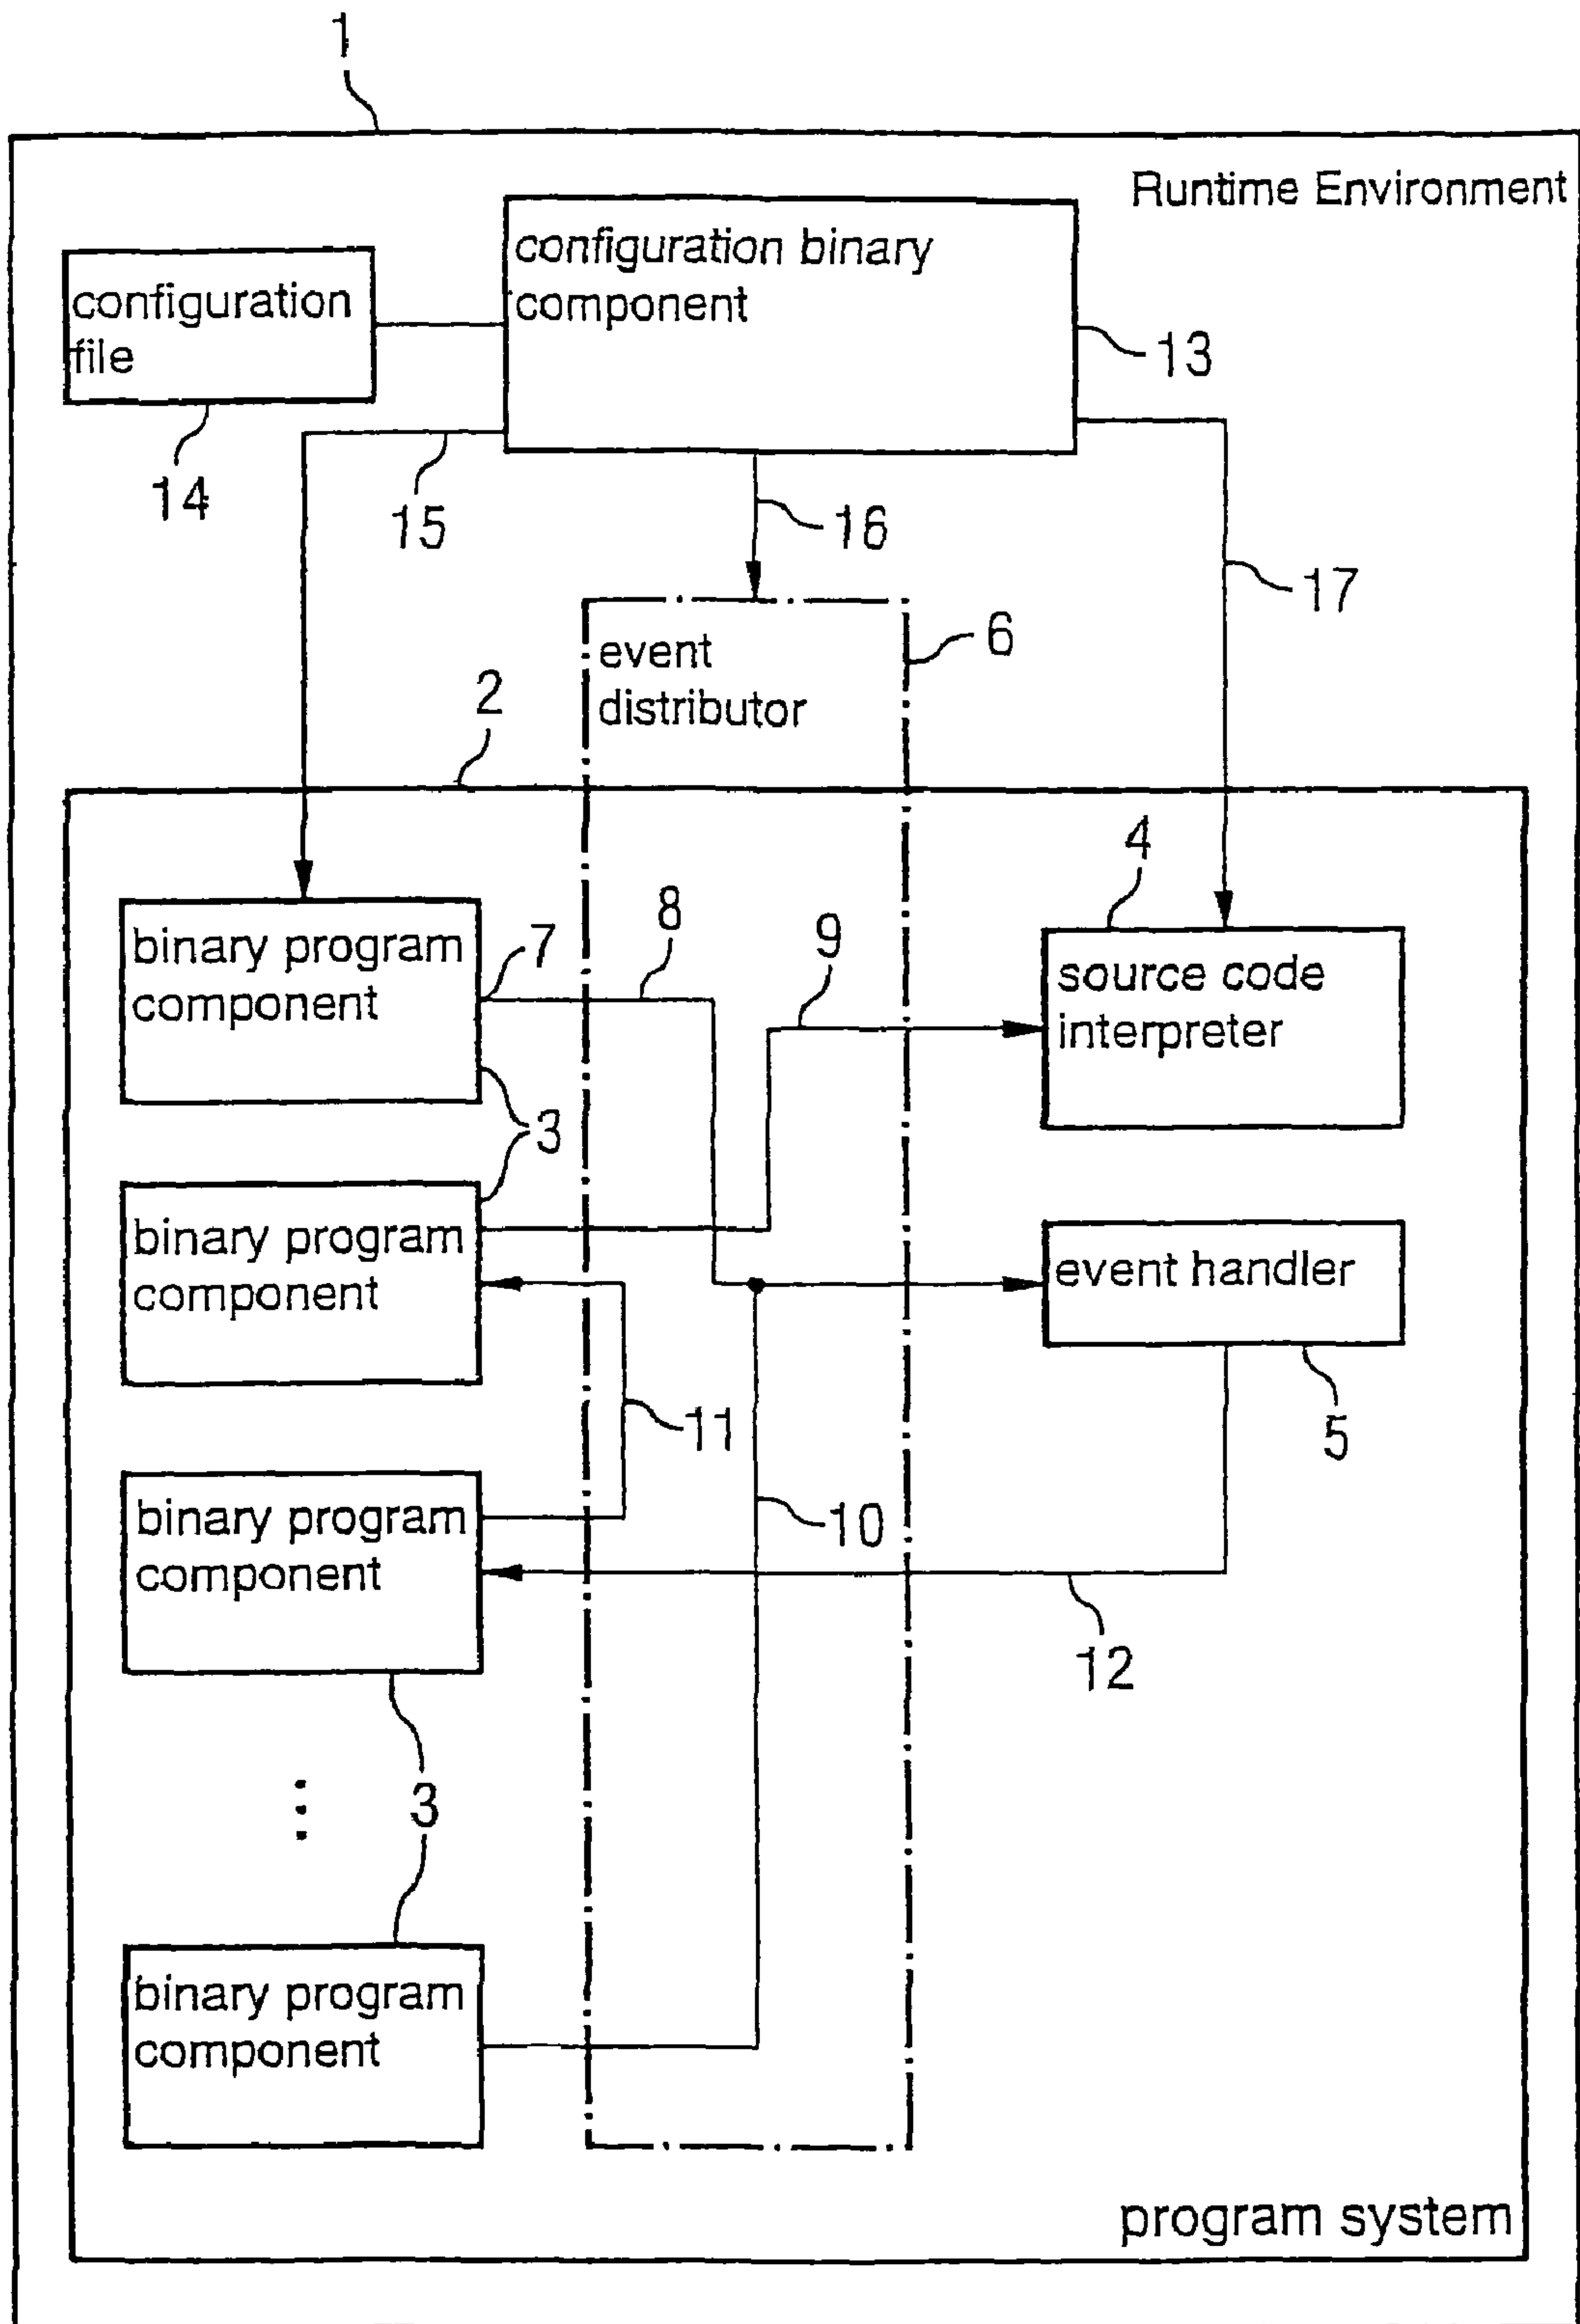 1
Runtime Environment
configuration binary
component
configuration
file
13
14
15
16
17
event
distributor
6
2
4
binary program
component
7
8
9
source code
interpreter
3
binary program
component
event handler
11
5
binary program
component
10
12
3
binary program
component
program system